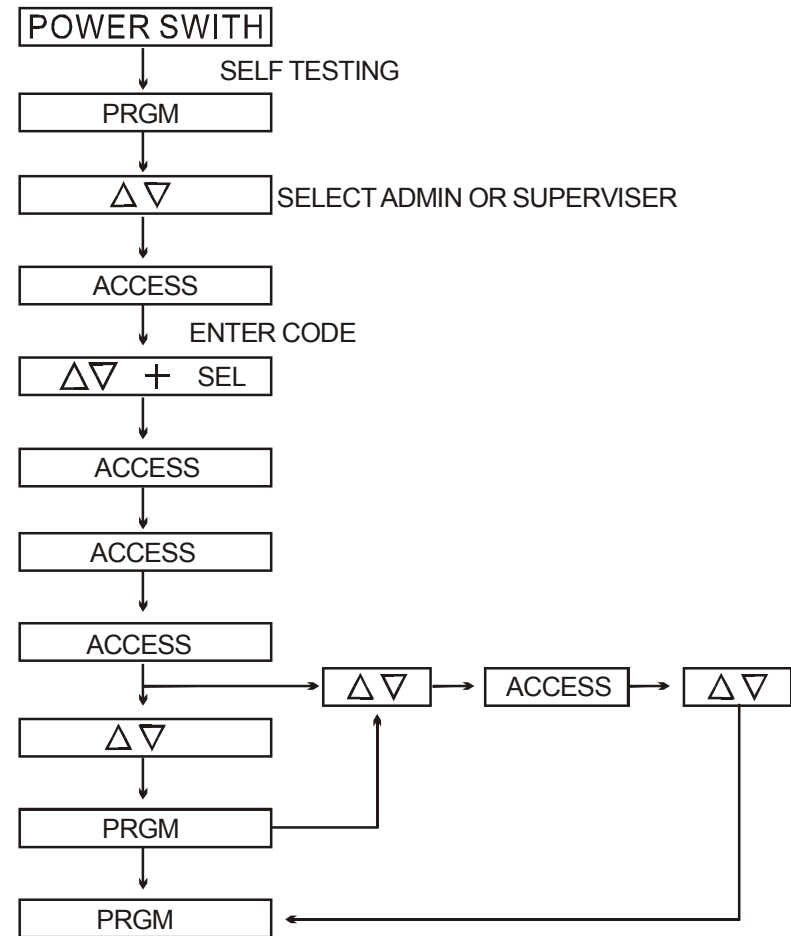 POWER SWITH
SELF TESTING
PRGM
△ ▽ SELECT ADMIN OR SUPERVISER
ACCESS
ENTER CODE
△▽ + SEL
ACCESS
ACCESS
ACCESS
△ ▽
ACCESS
△ ▽
△ ▽
PRGM
PRGM